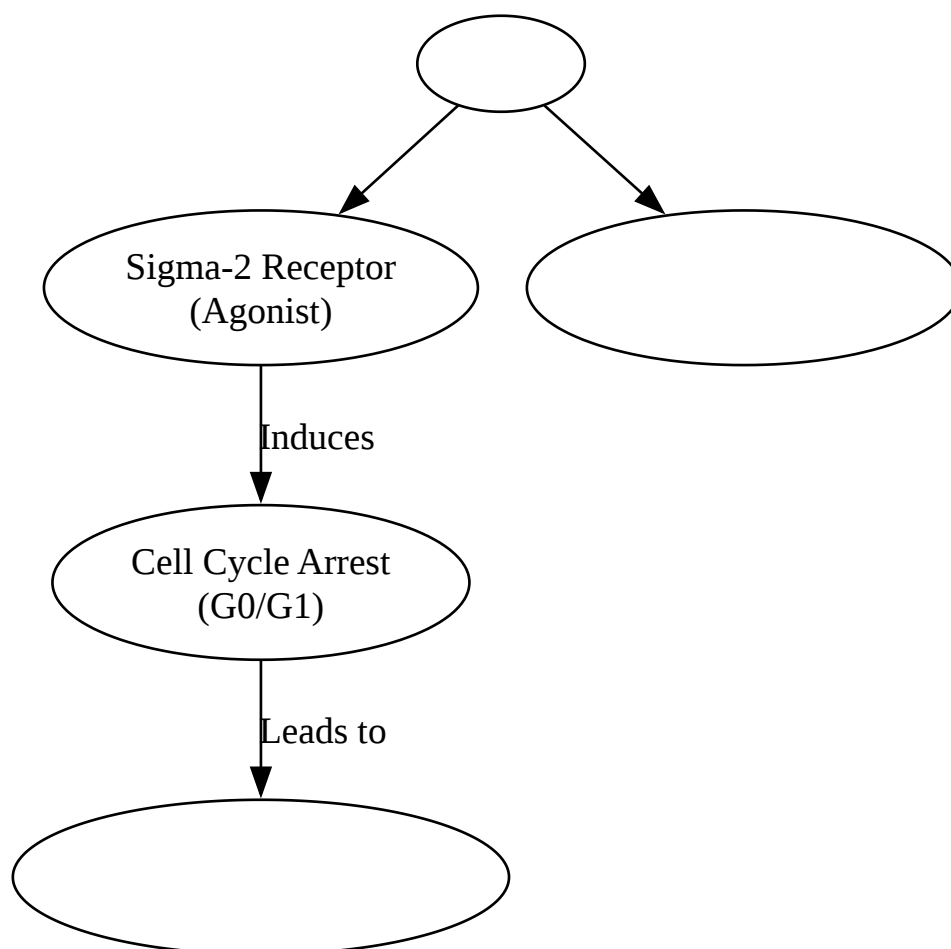 Sigma-2 Receptor
(Agonist)
Induces
Cell Cycle Arrest
(G0/G1)
Leads to